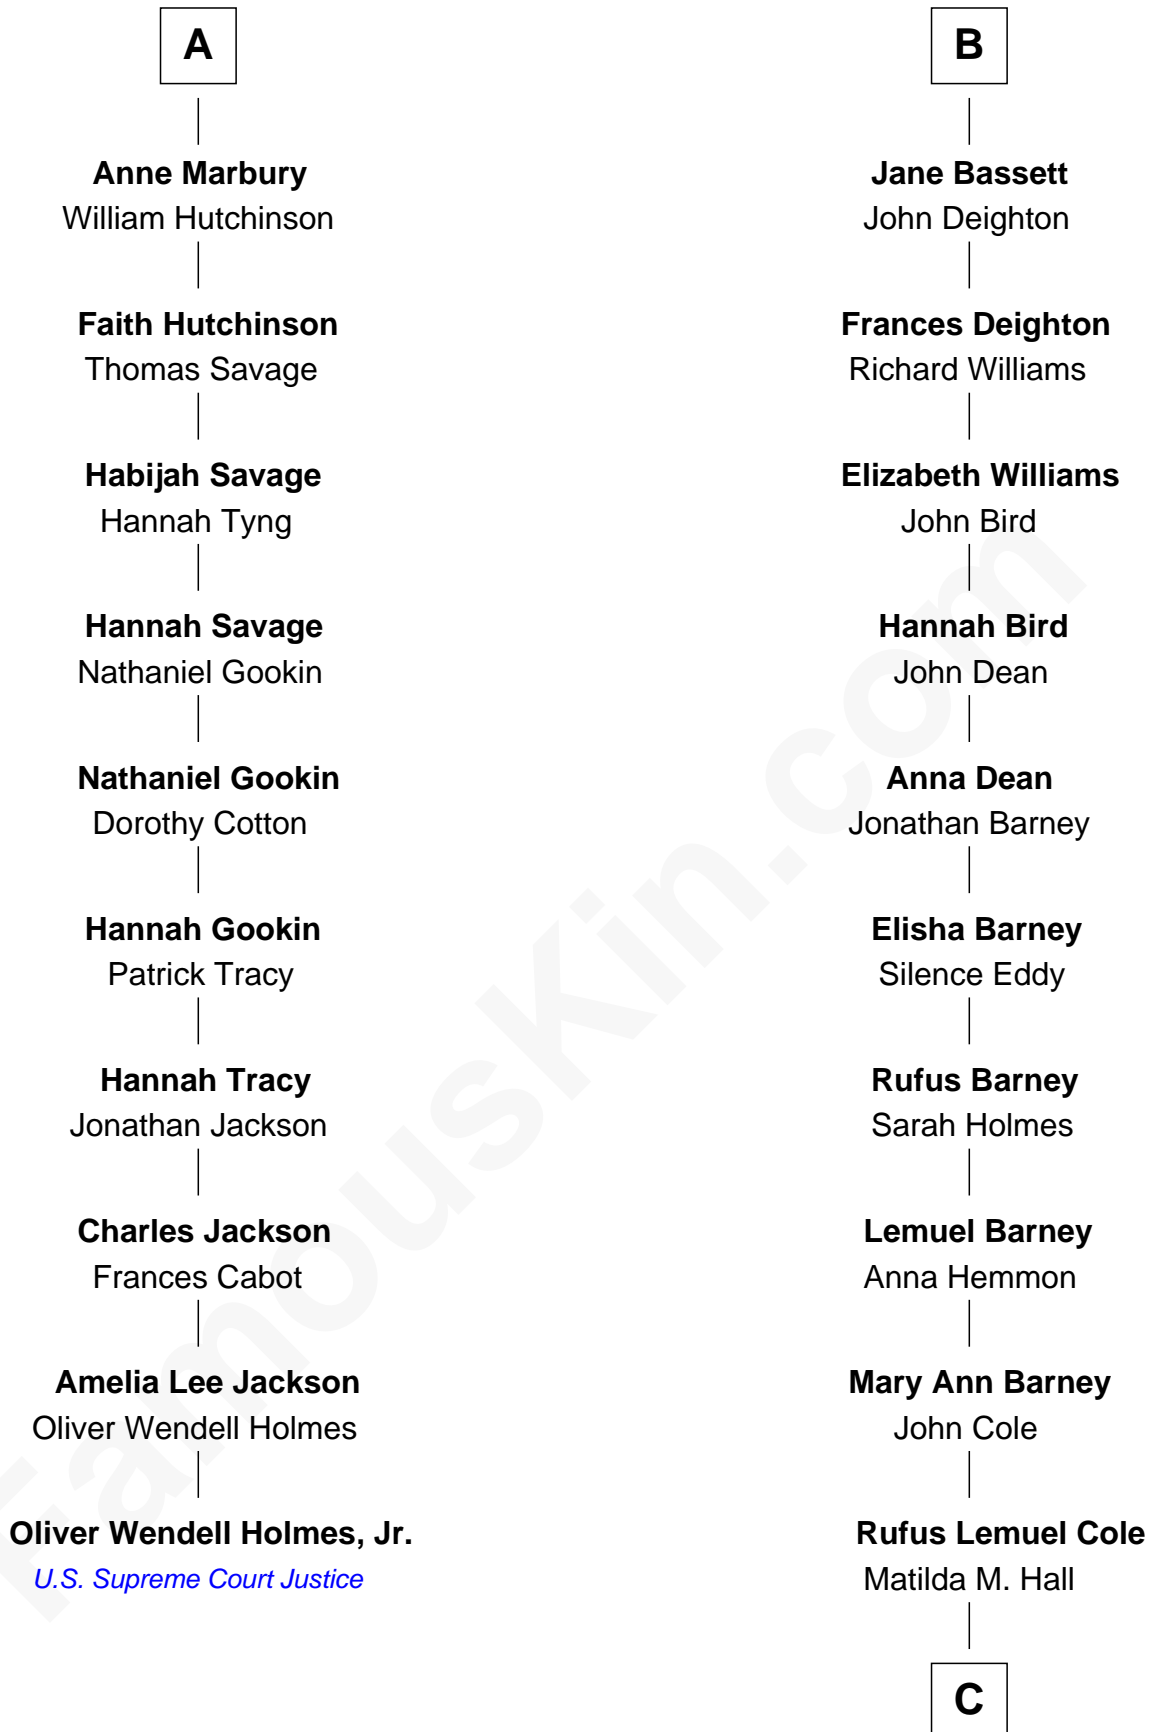 A
Anne Marbury
William Hutchinson
Faith Hutchinson
Thomas Savage
Habijah Savage
Hannah Tyng
Hannah Savage
Nathaniel Gookin
Nathaniel Gookin
Dorothy Cotton
Hannah Gookin
Patrick Tracy
Hannah Tracy
Jonathan Jackson
Charles Jackson
Frances Cabot
Amelia Lee Jackson
Oliver Wendell Holmes
Oliver Wendell Holmes, Jr.
U.S. Supreme Court Justice
B
Jane Bassett
John Deighton
Frances Deighton
Richard Williams
Elizabeth Williams
John Bird
Hannah Bird
John Dean
Anna Dean
Jonathan Barney
Elisha Barney
Silence Eddy
Rufus Barney
Sarah Holmes
Lemuel Barney
Anna Hemmon
Mary Ann Barney
John Cole
Rufus Lemuel Cole
Matilda M. Hall
C
FamousKin.com